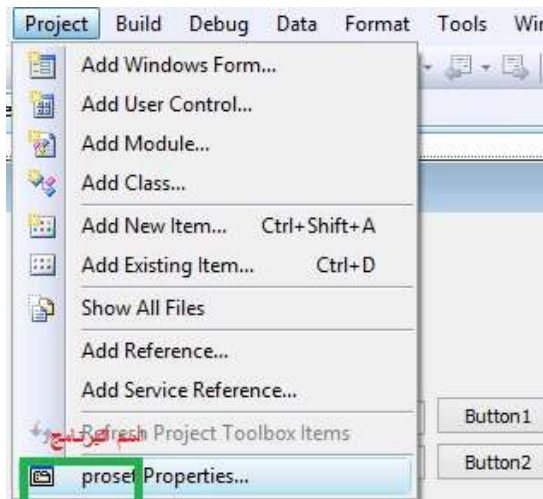 Project Build Debug Data Format Tools
Add Windows Form...
Add User Control...
Add Module...
Add Class...
Add New Item... Ctrl+Shift+A
Add Existing Item... Ctrl+D
Show All Files
Add Reference...
Add Service Reference...
Refresh Project Toolbox Items
اسم البرنامج
proset Properties...
Button1
Button2